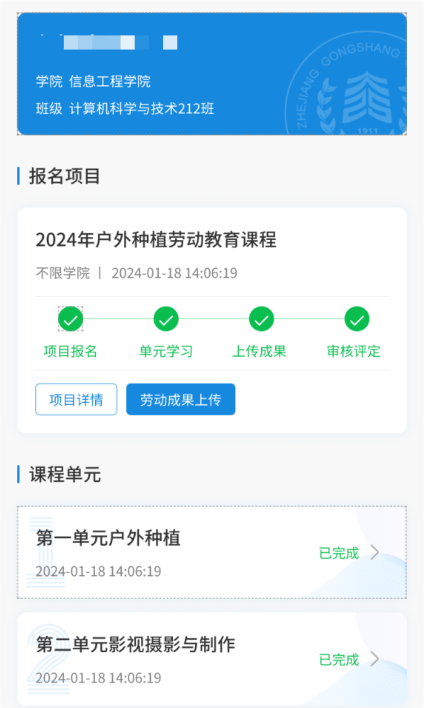 学院 信息工程学院
班级 计算机科学与技术212班
ZHEJIANG GONGSHANG
1911
报名项目
2024年户外种植劳动教育课程
不限学院 | 2024-01-18 14:06:19
项目报名 单元学习 上传成果 审核评定
项目详情 劳动成果上传
课程单元
1
第一单元户外种植
已完成
2024-01-18 14:06:19
2
第二单元影视摄影与制作
已完成
2024-01-18 14:06:19